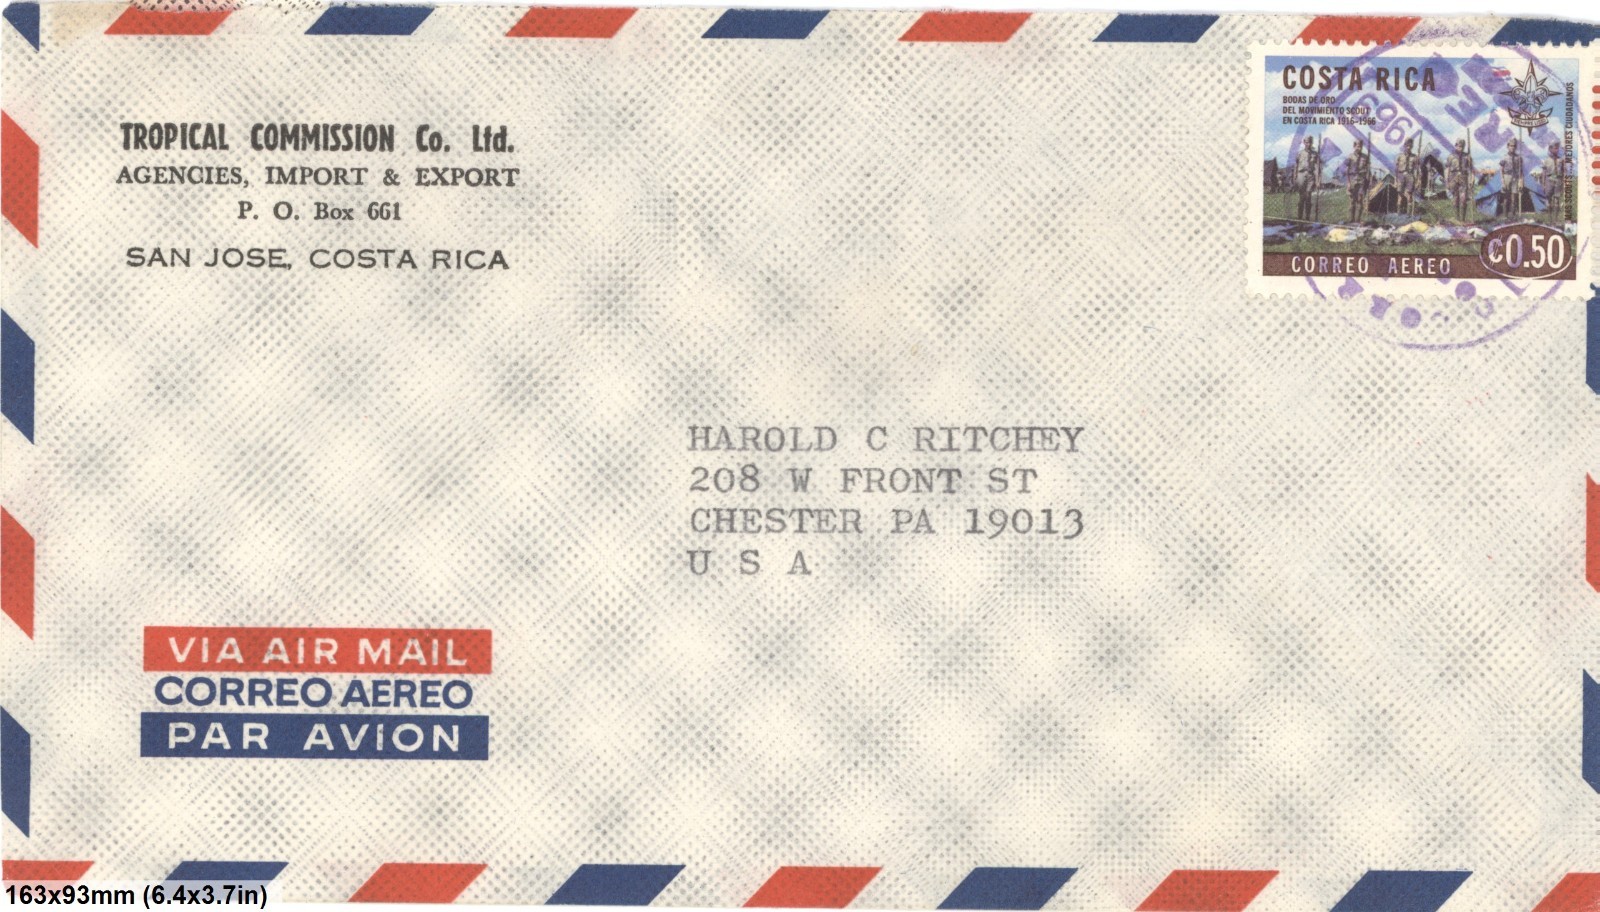 TROPICAL COMMISSION Co. Ltd.
AGENCIES, IMPORT & EXPORT
P. O. Box 661
SAN JOSE, COSTA RICA
COSTA RICA
BODAS DE ORO
DEL MOVIMIENTO SCOUT
EN COSTA RICA 1916-1966
MEJORES CIUDADANOS
₡0.50
CORREO AEREO
HAROLD C RITCHEY
208 W FRONT ST
CHESTER PA 19013
U S A
VIA AIR MAIL
CORREO AEREO
PAR AVION
163x93mm (6.4x3.7in)